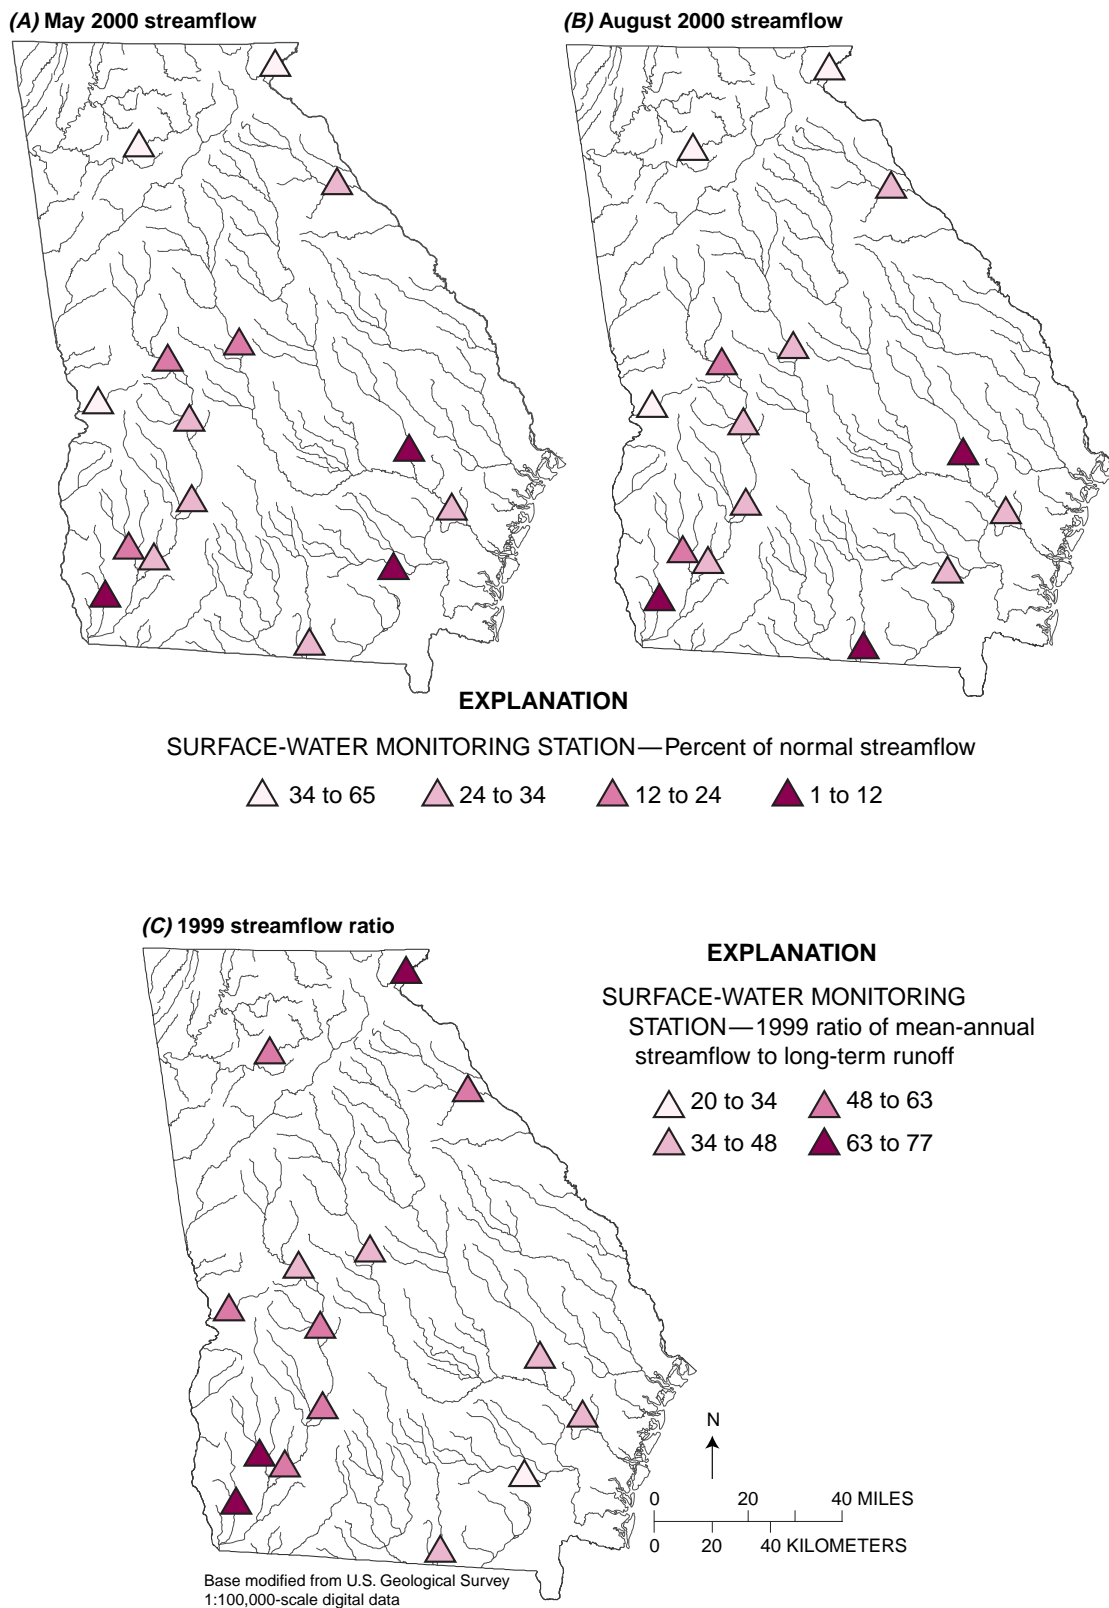 (A) May 2000 streamflow
(B) August 2000 streamflow
EXPLANATION
SURFACE-WATER MONITORING STATION—Percent of normal streamflow
34 to 65
24 to 34
12 to 24
1 to 12
(C) 1999 streamflow ratio
EXPLANATION
SURFACE-WATER MONITORING
STATION—1999 ratio of mean-annual
streamflow to long-term runoff
20 to 34
48 to 63
34 to 48
63 to 77
N
0 20 40 MILES
0 20 40 KILOMETERS
Base modified from U.S. Geological Survey
1:100,000-scale digital data